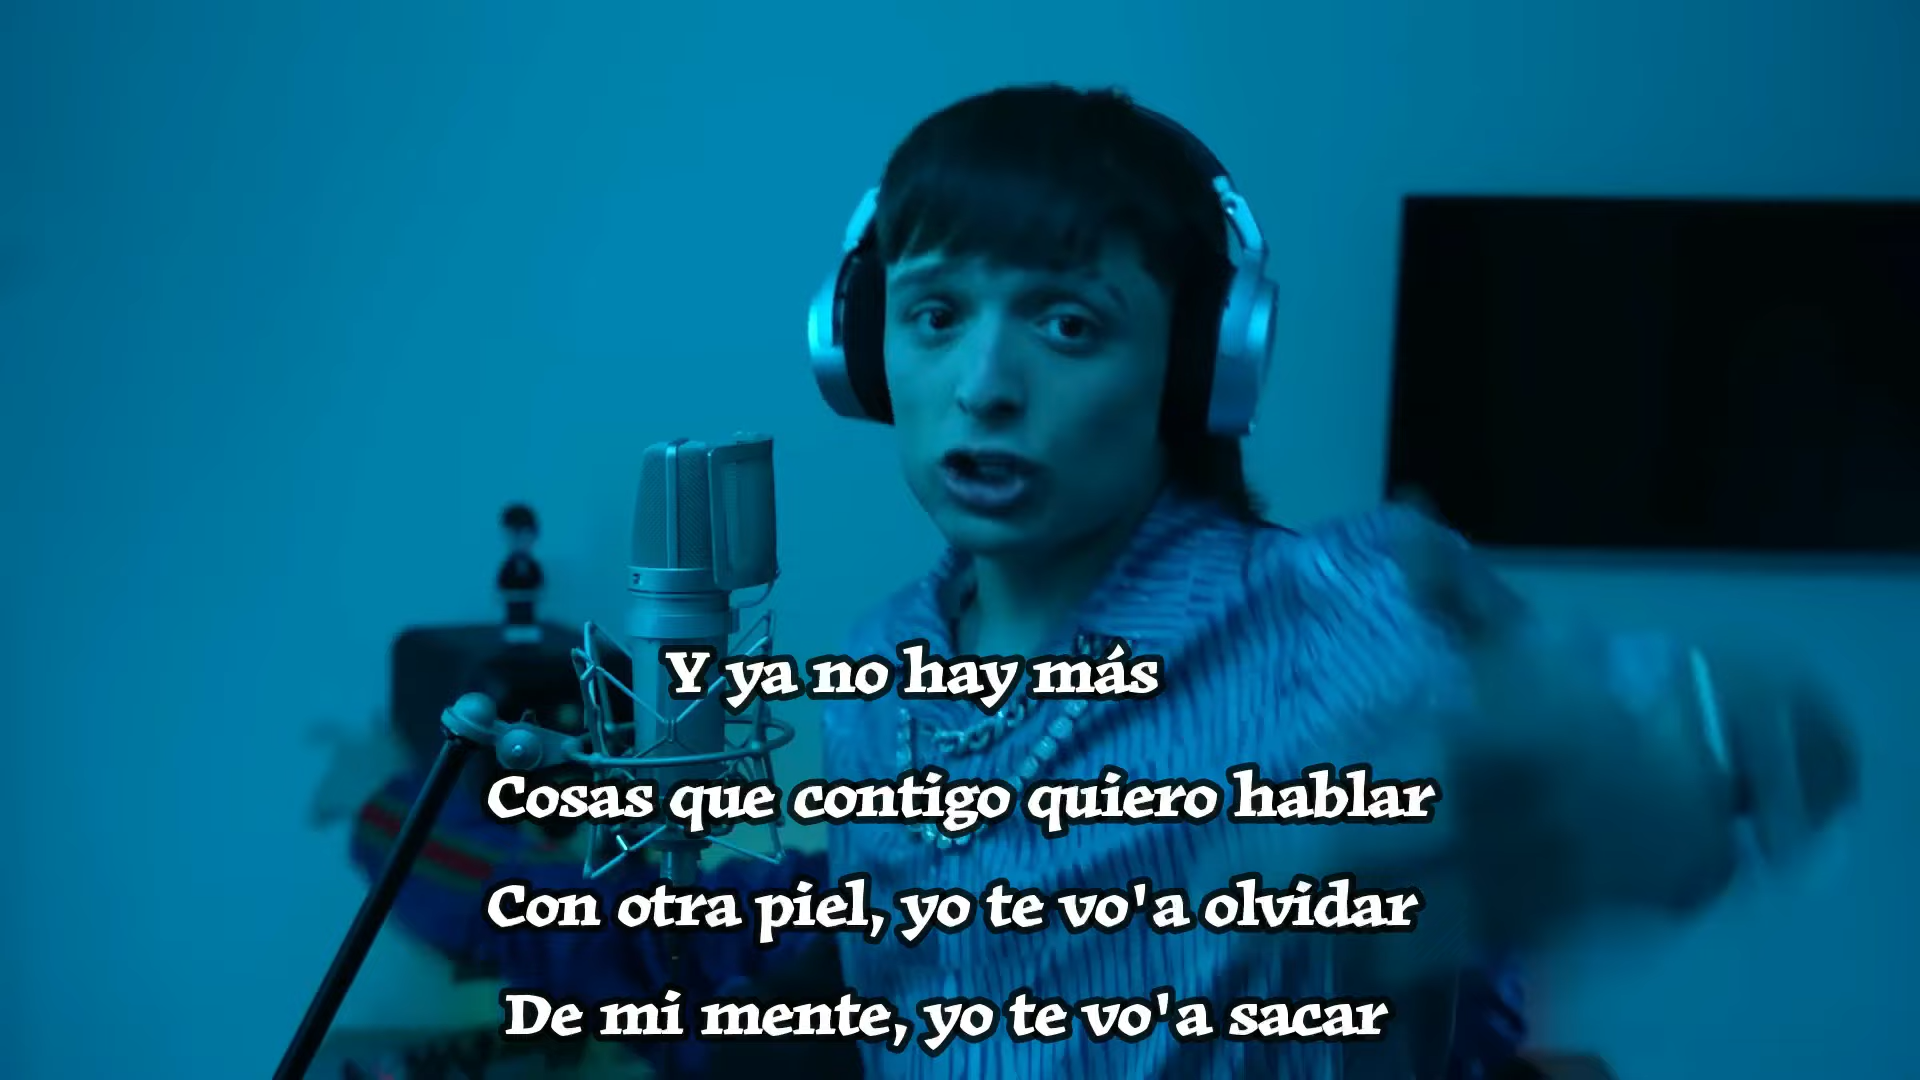 Y ya no hay más
Cosas que contigo quiero hablar
Con otra piel, yo te vo'a olvidar
De mi mente, yo te vo'a sacar